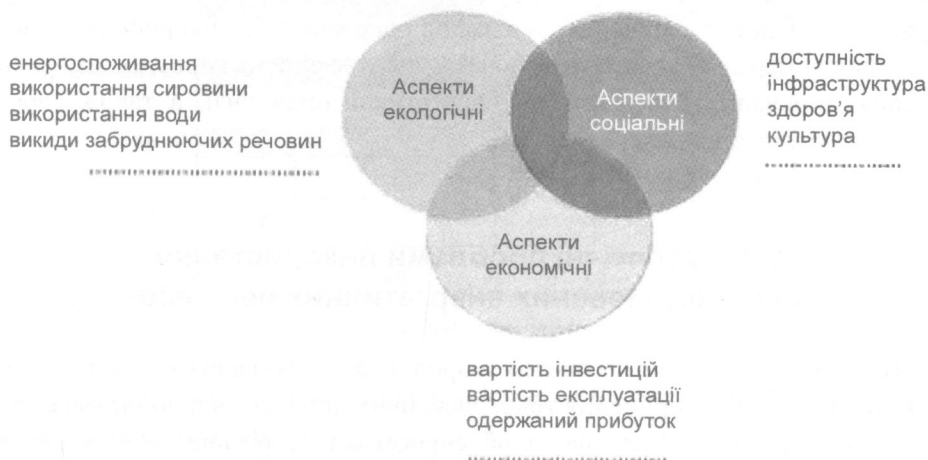 енергоспоживання
використання сировини
використання води
викиди забруднюючих речовин
Аспекти
екологічні
Аспекти
соціальні
доступність
інфраструктура
здоров’я
культура
Аспекти
економічні
вартість інвестицій
вартість експлуатації
одержаний прибуток